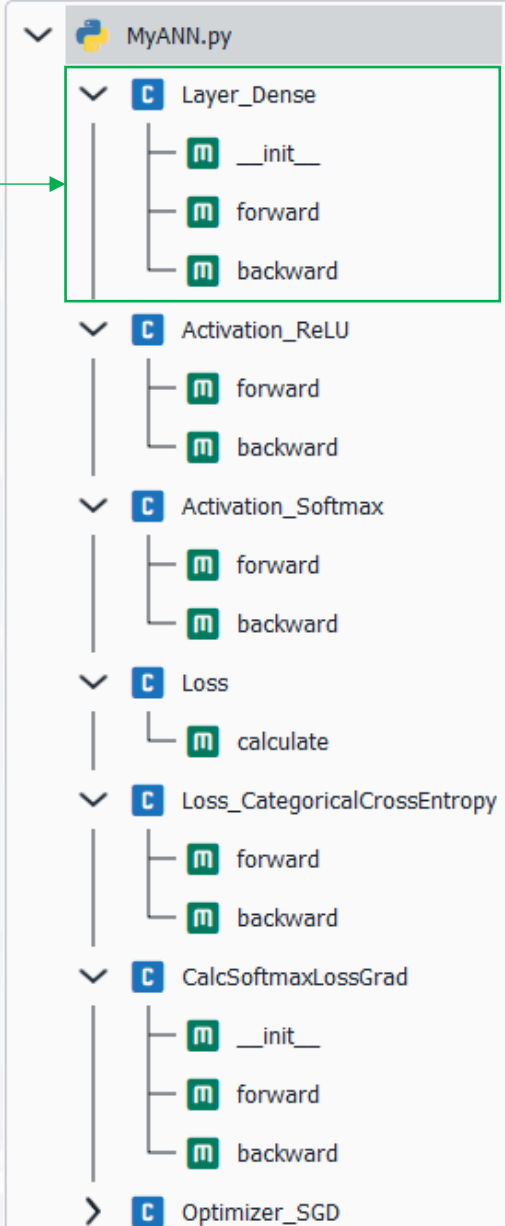 MyANN.py
C Layer_Dense
m __init__
m forward
m backward
C Activation_ReLU
m forward
m backward
C Activation_Softmax
m forward
m backward
C Loss
m calculate
C Loss_CategoricalCrossEntropy
m forward
m backward
C CalcSoftmaxLossGrad
m __init__
m forward
m backward
C Optimizer_SGD